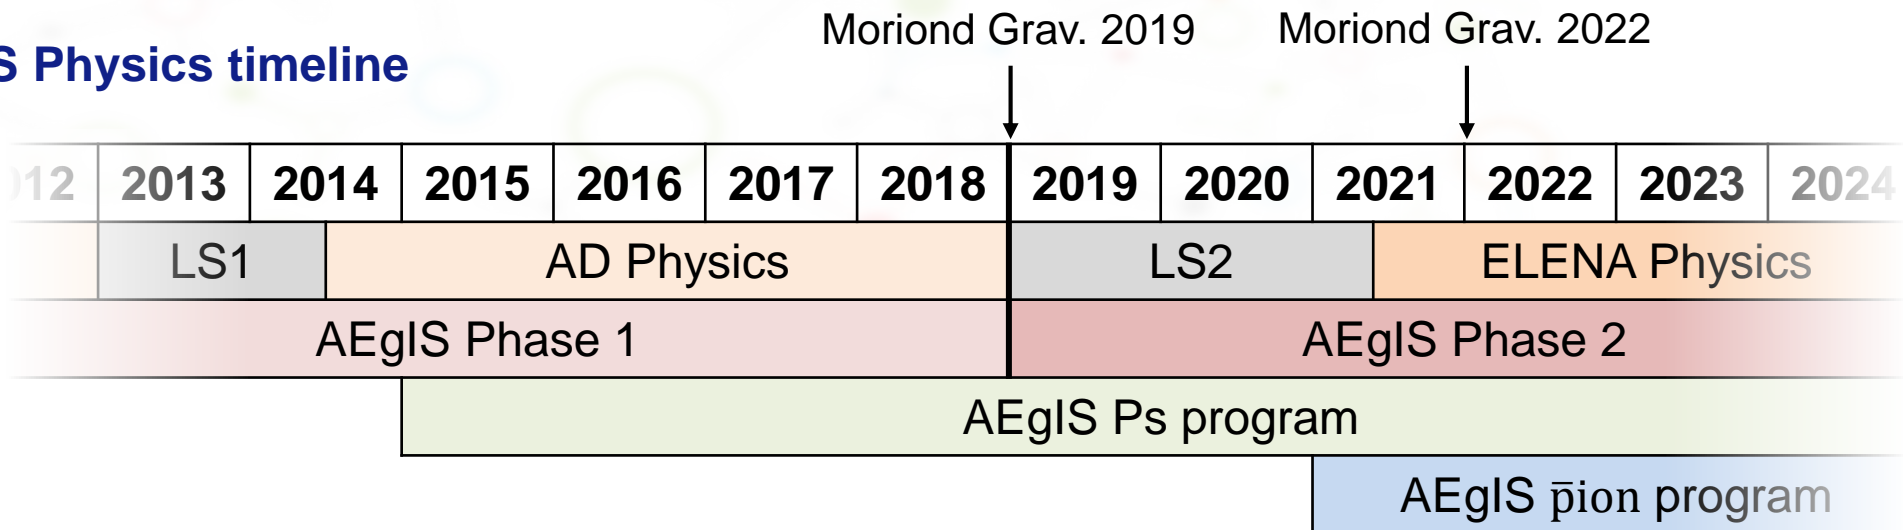 Moriond Grav. 2019 Moriond Grav. 2022
S Physics timeline
012 2013 2014 2015 2016 2017 2018 2019 2020 2021 2022 2023 2024
LS1 AD Physics LS2 ELENA Physics
AEgIS Phase 1 AEgIS Phase 2
AEgIS Ps program
AEgIS p̄ion program